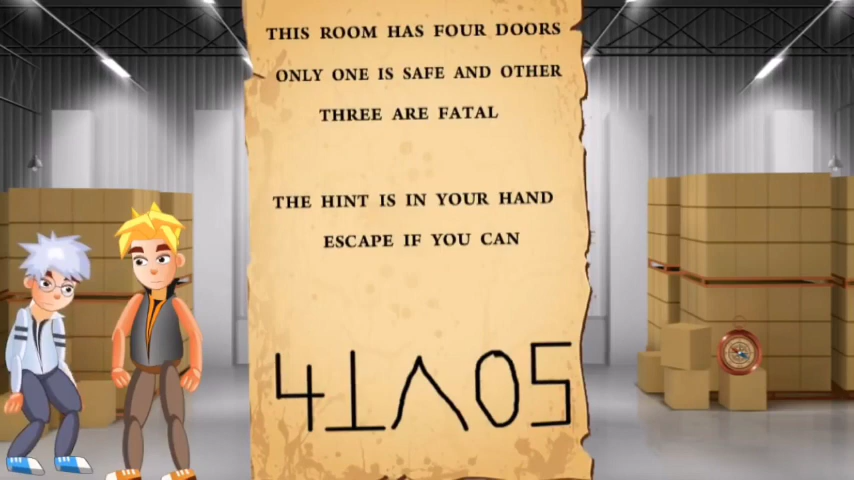 THIS ROOM HAS FOUR DOORS
ONLY ONE IS SAFE AND OTHER
THREE ARE FATAL
THE HINT IS IN YOUR HAND
ESCAPE IF YOU CAN
4⊥ΛO5